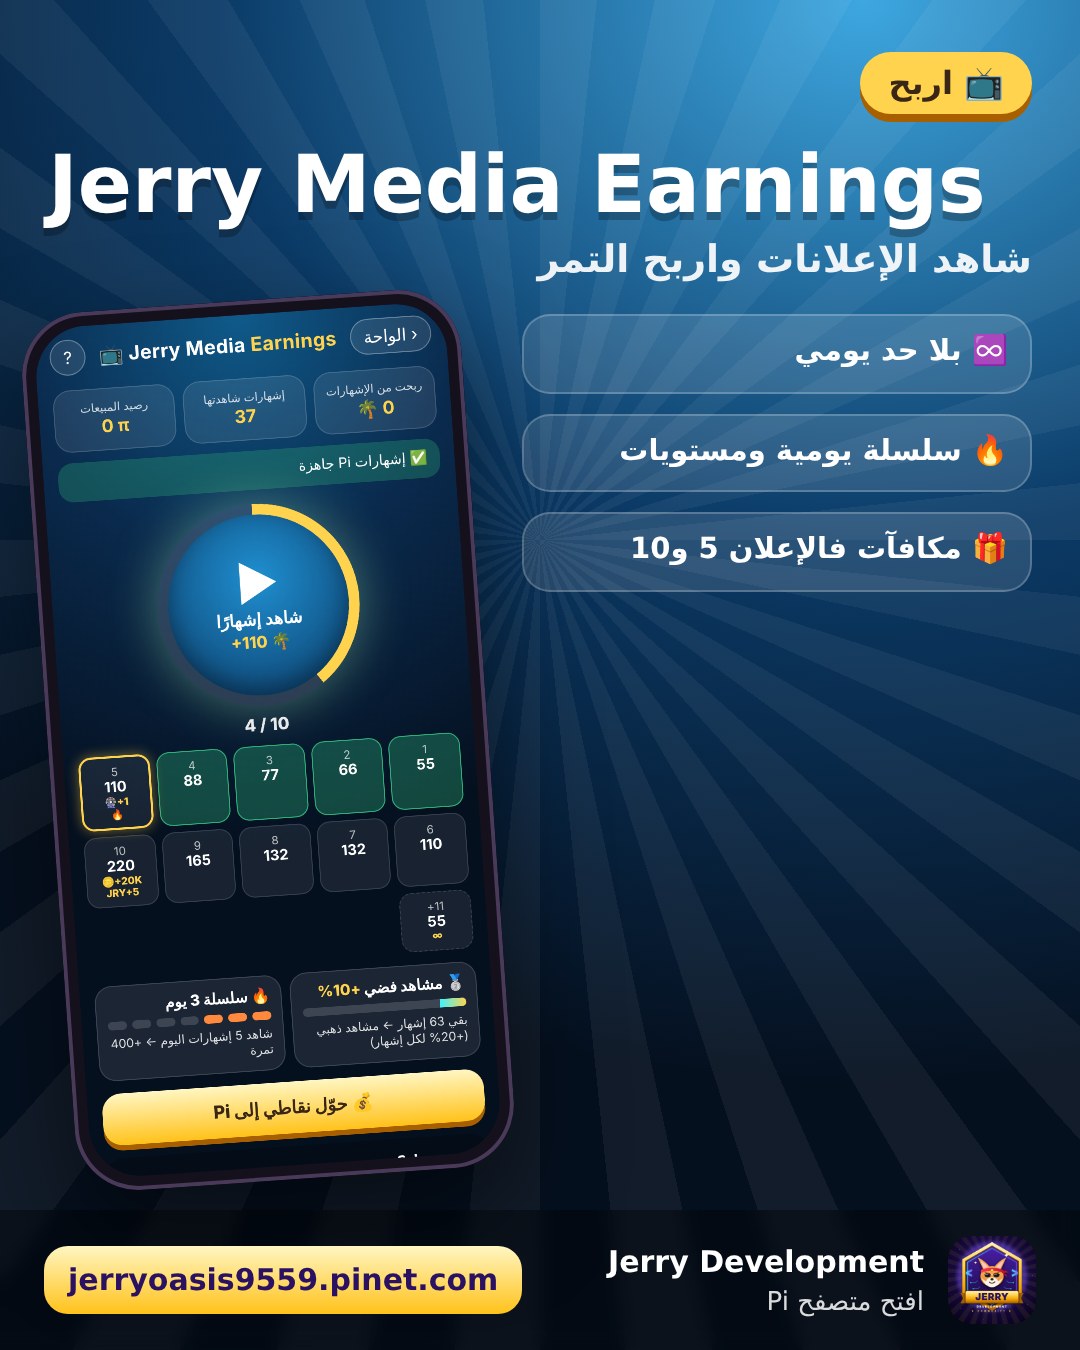 📺 اربح
Jerry Media Earnings
شاهد الإعلانات واربح التمر
♾️ بلا حد يومي
🔥 سلسلة يومية ومستويات
🎁 مكافآت فالإعلان 5 و10
‹ الواحة
📺 Jerry Media Earnings
?
ربحت من الإشهارات
🌴 0
إشهارات شاهدتها
37
رصيد المبيعات
0 π
✅ إشهارات Pi جاهزة
شاهد إشهارًا
+110 🌴
4 / 10
1
55
2
66
3
77
4
88
5
110
🎡+1
🔥
6
110
7
132
8
132
9
165
10
220
🪙+20K
JRY+5
+11
55
∞
🥈 مشاهد فضي +10%
بقي 63 إشهار ← مشاهد ذهبي
(+20% لكل إشهار)
🔥 سلسلة 3 يوم
شاهد 5 إشهارات اليوم ← +400
تمرة
💰 حوّل نقاطي إلى Pi
Jerry Development
افتح متصفح Pi
jerryoasis9559.pinet.com
JERRY
DEVELOPMENT